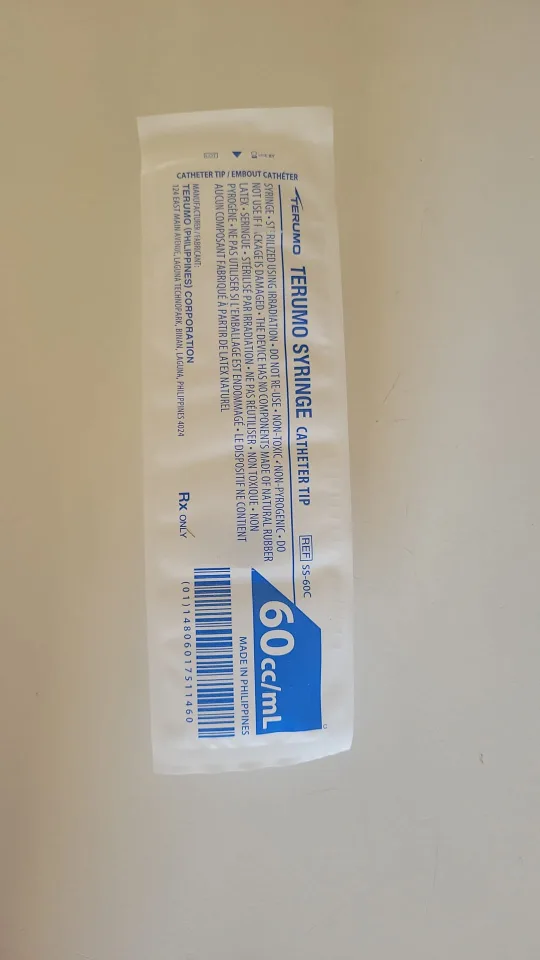 TERUMO TERUMO SYRINGE CATHETER TIP
REF SS-60C
SYRINGE • STERILIZED USING IRRADIATION • DO NOT RE-USE • NON-TOXIC • NON-PYROGENIC • DO
NOT USE IF PACKAGE IS DAMAGED • THE DEVICE HAS NO COMPONENTS MADE OF NATURAL RUBBER
LATEX • SERINGUE • STÉRILISÉ PAR IRRADIATION • NE PAS RÉUTILISER • NON TOXIQUE • NON
PYROGÈNE • NE PAS UTILISER SI L'EMBALLAGE EST ENDOMMAGÉ • LE DISPOSITIF NE CONTIENT
AUCUN COMPOSANT FABRIQUÉ À PARTIR DE LATEX NATUREL
MANUFACTURER / FABRICANT:
TERUMO (PHILIPPINES) CORPORATION
124 EAST MAIN AVENUE, LAGUNA TECHNOPARK, BIÑAN, LAGUNA, PHILIPPINES 4024
CATHETER TIP / EMBOUT CATHÉTER
60cc/mL
MADE IN PHILIPPINES
Rx ONLY
(01)14806017511460